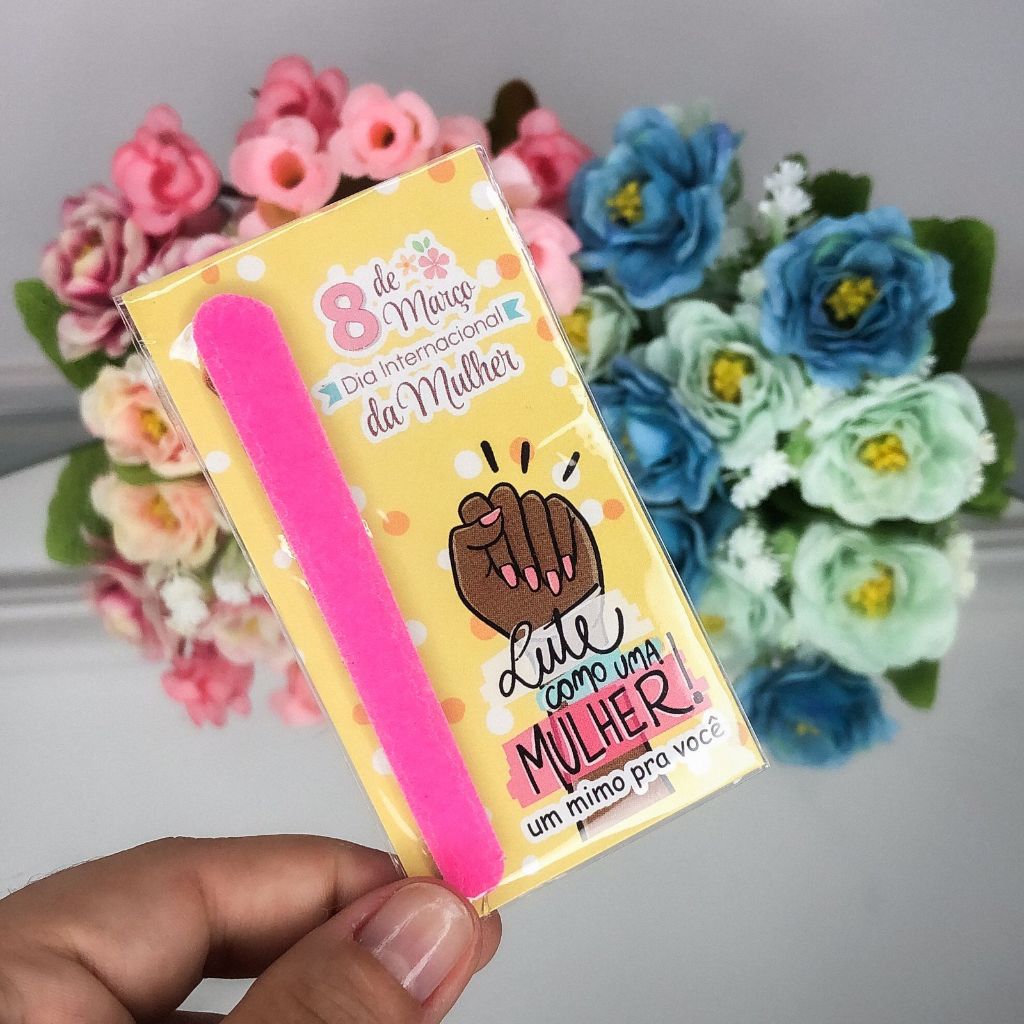 8 de
Março
Dia Internacional
da Mulher
Lute
COMO UMA
MULHER!
um mimo pra você